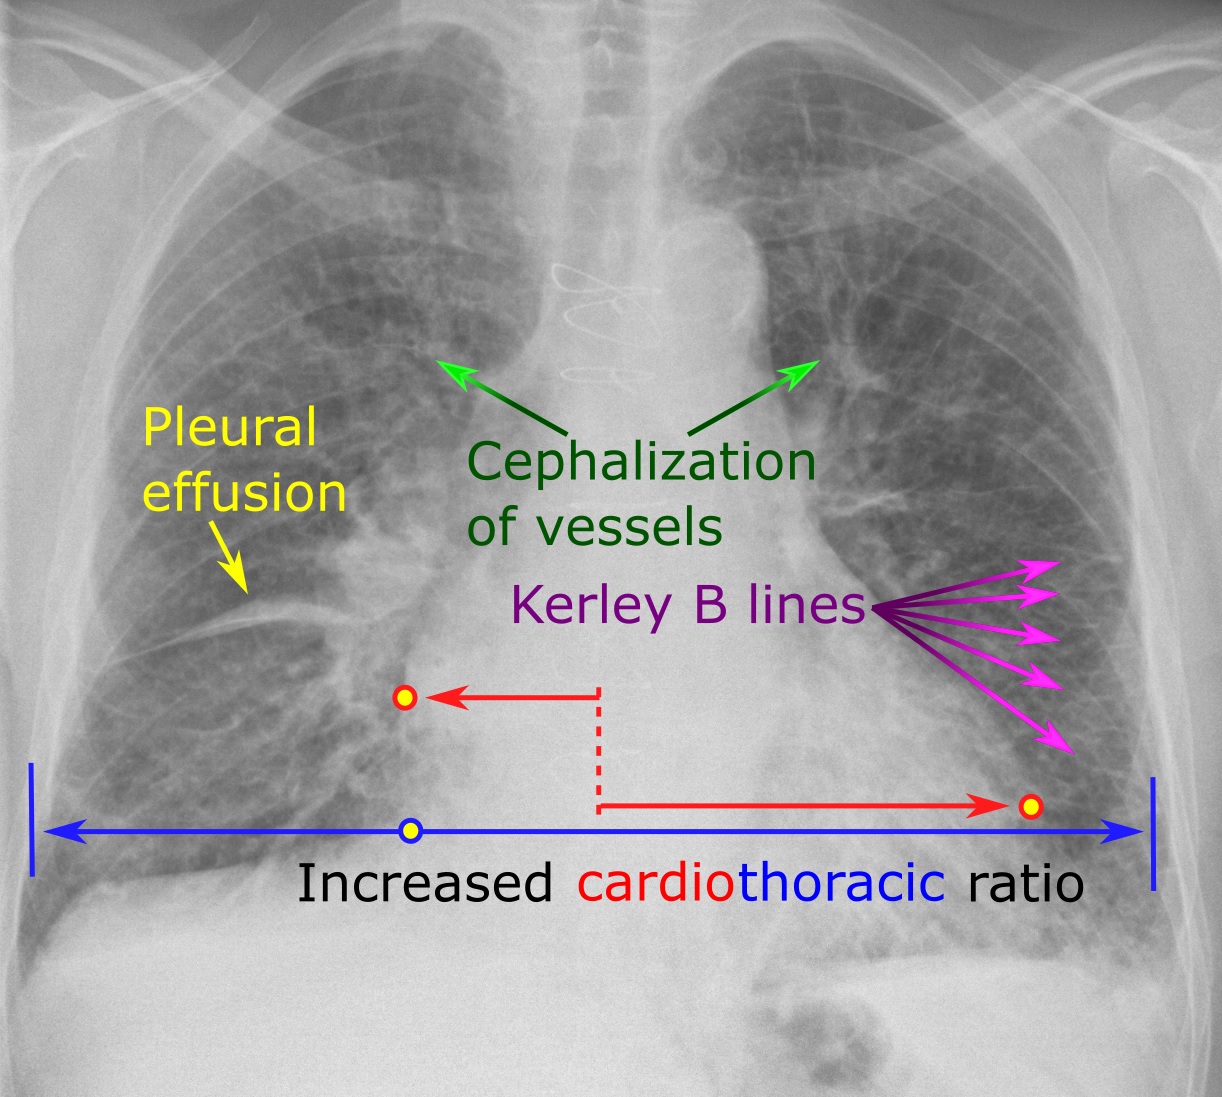 Pleural
effusion
Cephalization
of vessels
Kerley B lines
Increased cardiothoracic ratio